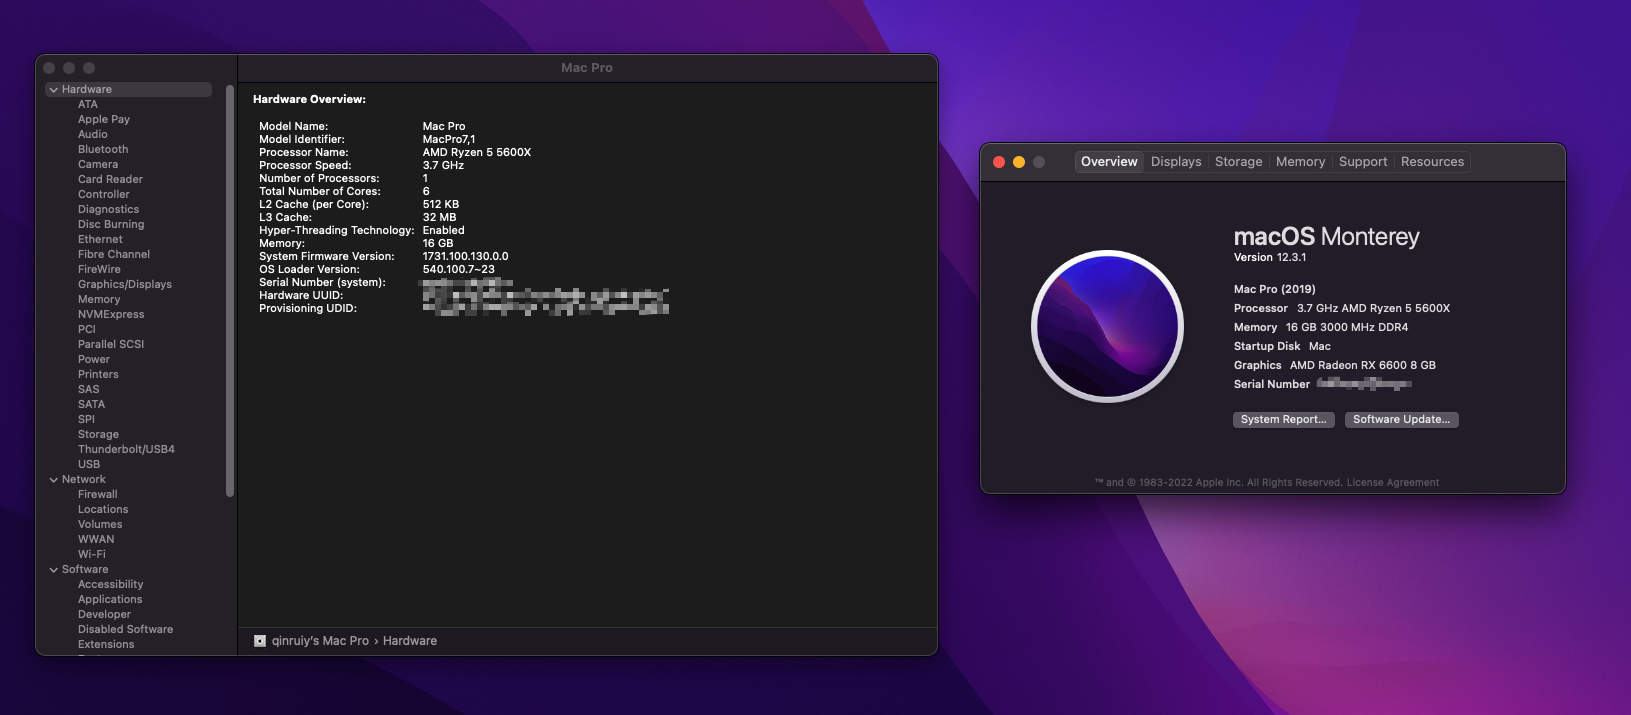 Mac Pro
Hardware
ATA
Apple Pay
Audio
Bluetooth
Camera
Card Reader
Controller
Diagnostics
Disc Burning
Ethernet
Fibre Channel
FireWire
Graphics/Displays
Memory
NVMExpress
PCI
Parallel SCSI
Power
Printers
SAS
SATA
SPI
Storage
Thunderbolt/USB4
USB
Network
Firewall
Locations
Volumes
WWAN
Wi-Fi
Software
Accessibility
Applications
Developer
Disabled Software
Extensions
Hardware Overview:
Model Name: Mac Pro
Model Identifier: MacPro7,1
Processor Name: AMD Ryzen 5 5600X
Processor Speed: 3.7 GHz
Number of Processors: 1
Total Number of Cores: 6
L2 Cache (per Core): 512 KB
L3 Cache: 32 MB
Hyper-Threading Technology: Enabled
Memory: 16 GB
System Firmware Version: 1731.100.130.0.0
OS Loader Version: 540.100.7~23
Serial Number (system):
Hardware UUID:
Provisioning UDID:
qinruiy's Mac Pro › Hardware
Overview Displays Storage Memory Support Resources
macOS Monterey
Version 12.3.1
Mac Pro (2019)
Processor 3.7 GHz AMD Ryzen 5 5600X
Memory 16 GB 3000 MHz DDR4
Startup Disk Mac
Graphics AMD Radeon RX 6600 8 GB
Serial Number
System Report... Software Update...
™ and © 1983-2022 Apple Inc. All Rights Reserved. License Agreement